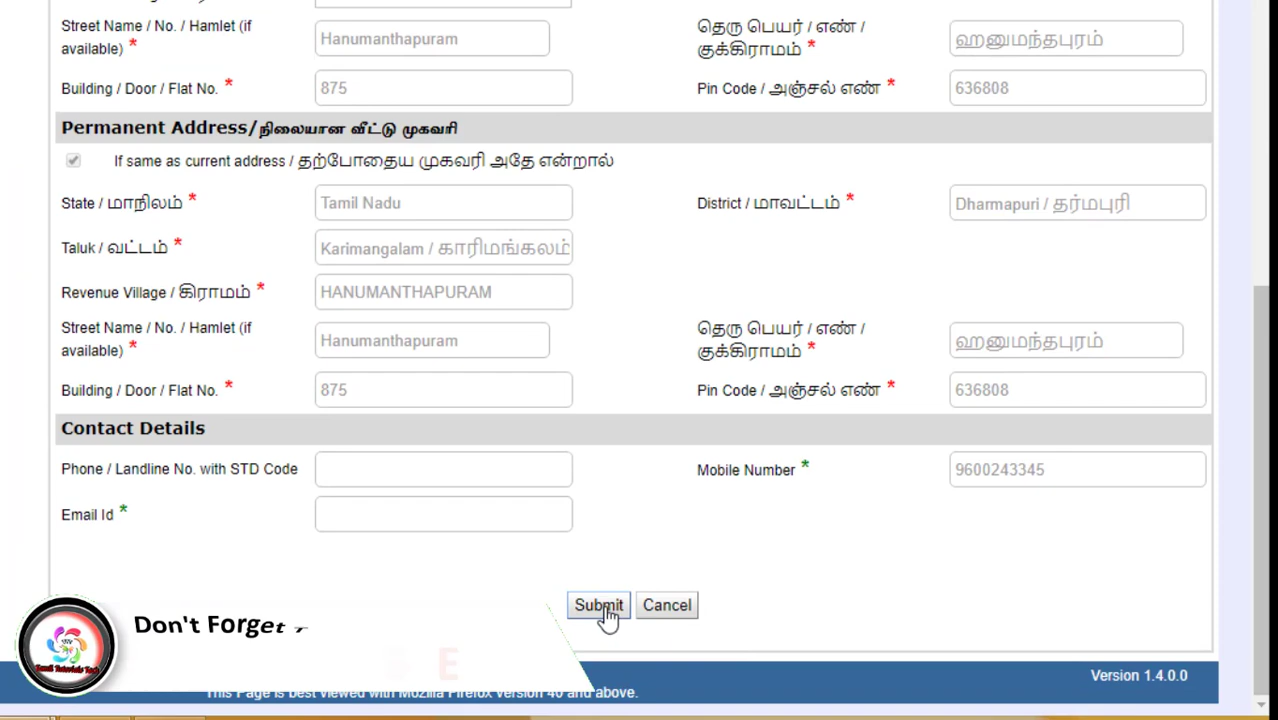 Street Name / No. / Hamlet (if available) * Hanumanthapuram தெரு பெயர் / எண் / குக்கிராமம் * ஹனுமந்தபுரம்
Building / Door / Flat No. * 875 Pin Code / அஞ்சல் எண் * 636808
Permanent Address/நிலையான வீட்டு முகவரி
If same as current address / தற்போதைய முகவரி அதே என்றால்
State / மாநிலம் * Tamil Nadu District / மாவட்டம் * Dharmapuri / தர்மபுரி
Taluk / வட்டம் * Karimangalam / காரிமங்கலம்
Revenue Village / கிராமம் * HANUMANTHAPURAM
Street Name / No. / Hamlet (if available) * Hanumanthapuram தெரு பெயர் / எண் / குக்கிராமம் * ஹனுமந்தபுரம்
Building / Door / Flat No. * 875 Pin Code / அஞ்சல் எண் * 636808
Contact Details
Phone / Landline No. with STD Code Mobile Number * 9600243345
Email Id *
Submit Cancel
Don't Forget
E
Tamil Tutorials Tech
Version 1.4.0.0
This Page is best viewed with Mozilla Firefox version 40 and above.